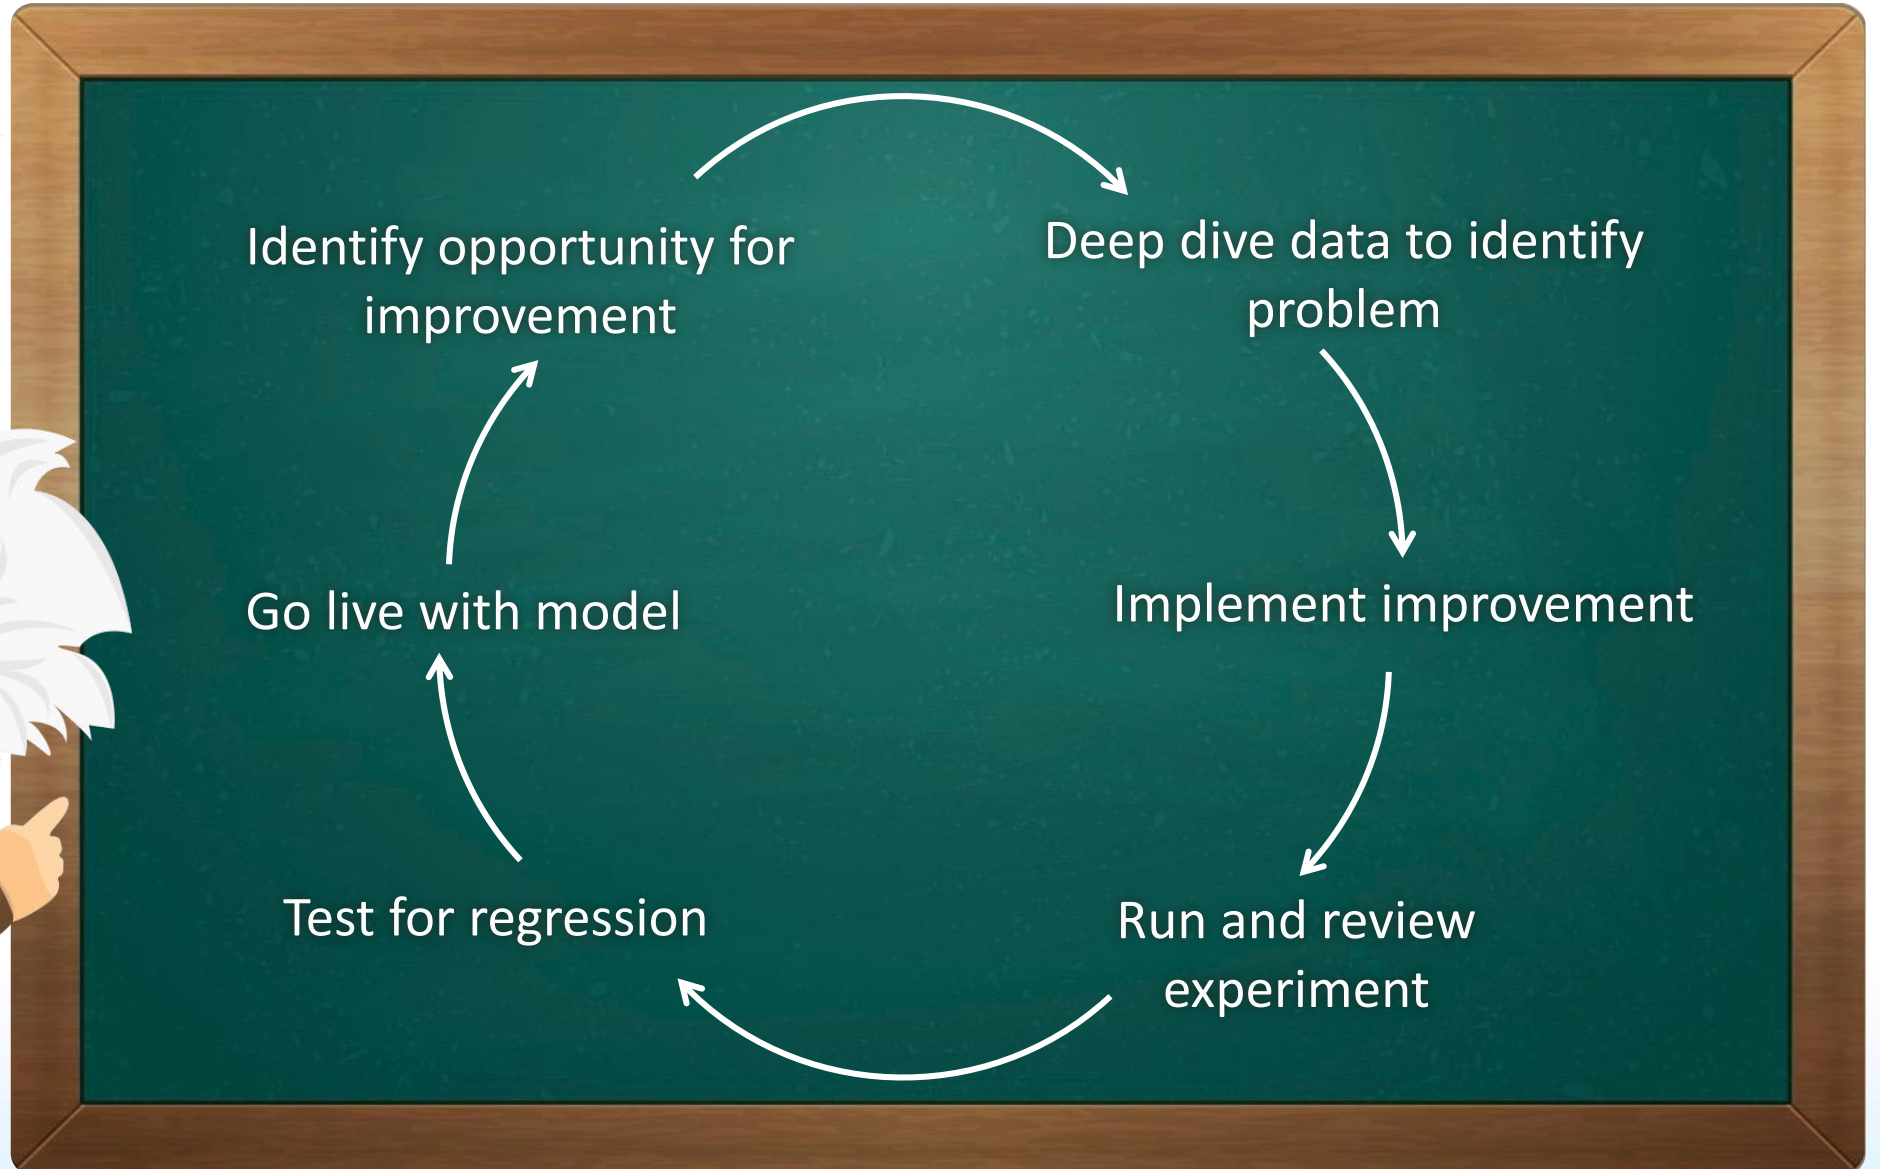 Identify opportunity for
improvement
Deep dive data to identify
problem
Implement improvement
Run and review
experiment
Test for regression
Go live with model